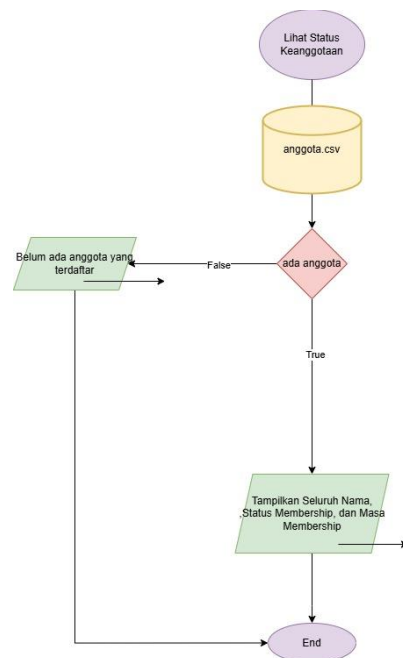 Lihat Status
Keanggotaan
anggota.csv
Belum ada anggota yang
terdaftar
False
ada anggota
True
Tampilkan Seluruh Nama,
,Status Membership, dan Masa
Membership
End